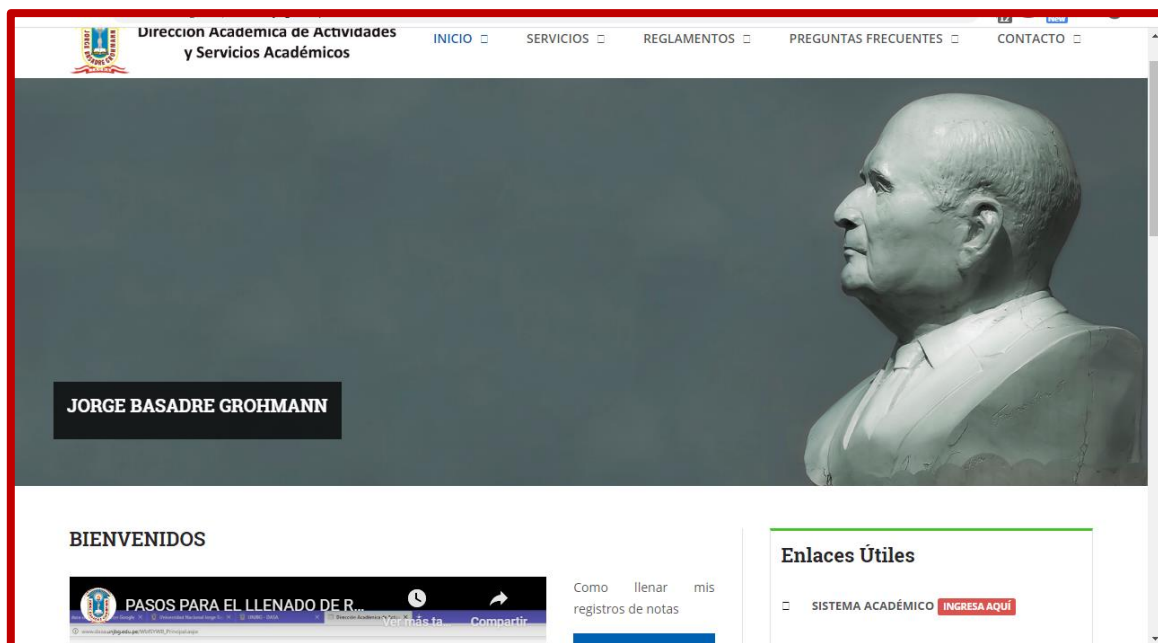 Dirección Académica de Actividades
y Servicios Académicos
INICIO
SERVICIOS
REGLAMENTOS
PREGUNTAS FRECUENTES
CONTACTO
JORGE BASADRE GROHMANN
BIENVENIDOS
PASOS PARA EL LLENADO DE R...
Ver más ta...
Compartir
Como llenar mis
registros de notas
Enlaces Útiles
SISTEMA ACADÉMICO INGRESA AQUÍ